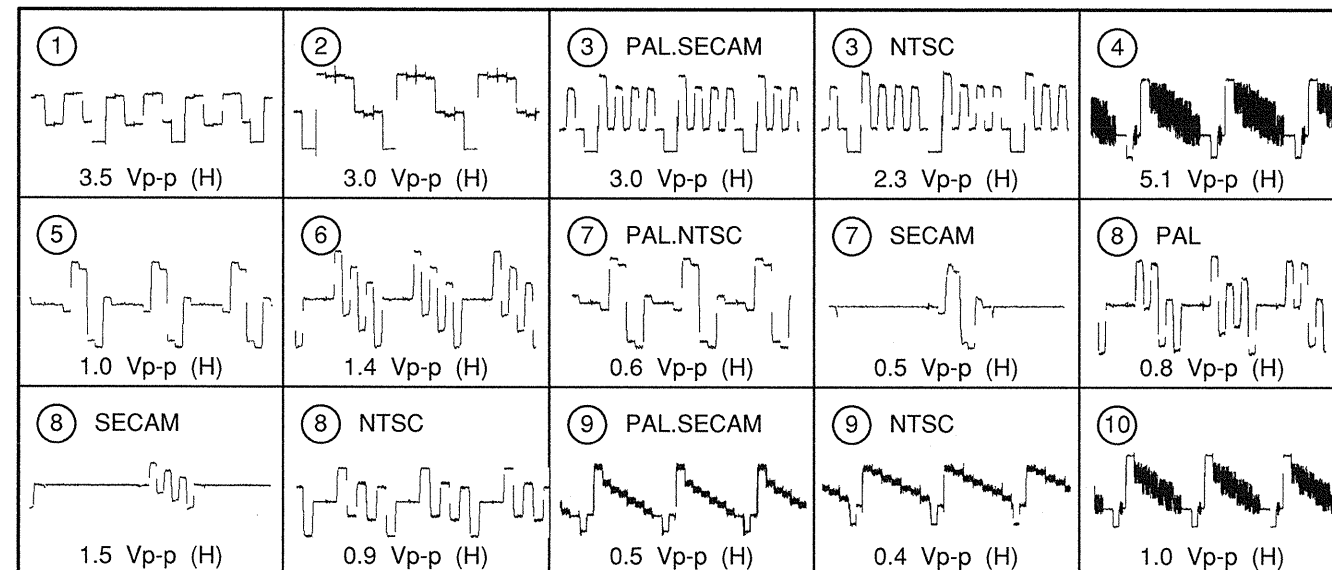 1
3.5 Vp-p (H)
2
3.0 Vp-p (H)
3 PAL.SECAM
3.0 Vp-p (H)
3 NTSC
2.3 Vp-p (H)
4
5.1 Vp-p (H)
5
1.0 Vp-p (H)
6
1.4 Vp-p (H)
7 PAL.NTSC
0.6 Vp-p (H)
7 SECAM
0.5 Vp-p (H)
8 PAL
0.8 Vp-p (H)
8 SECAM
1.5 Vp-p (H)
8 NTSC
0.9 Vp-p (H)
9 PAL.SECAM
0.5 Vp-p (H)
9 NTSC
0.4 Vp-p (H)
10
1.0 Vp-p (H)